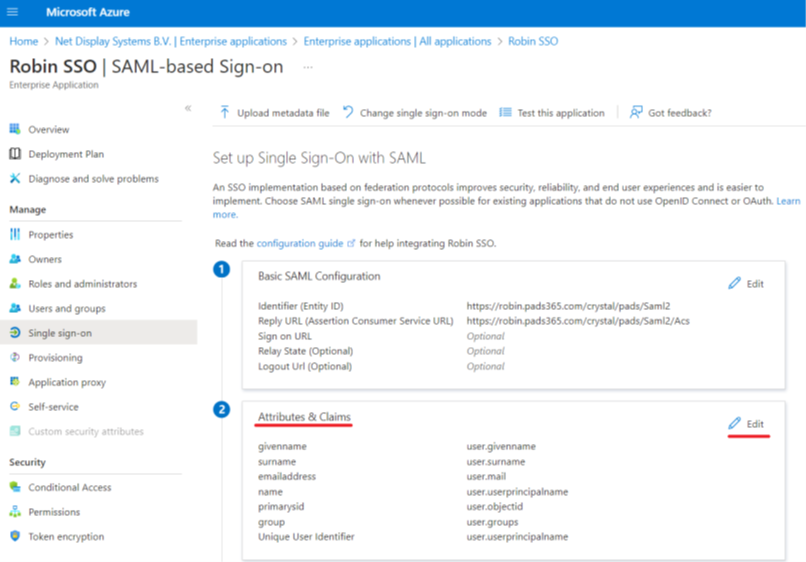 Microsoft Azure
Home > Net Display Systems B.V. | Enterprise applications > Enterprise applications | All applications > Robin SSO
Robin SSO | SAML-based Sign-on ...
Enterprise Application
«
Overview
Deployment Plan
Diagnose and solve problems
Manage
Properties
Owners
Roles and administrators
Users and groups
Single sign-on
Provisioning
Application proxy
Self-service
Custom security attributes
Security
Conditional Access
Permissions
Token encryption
Upload metadata file Change single sign-on mode Test this application Got feedback?
Set up Single Sign-On with SAML
An SSO implementation based on federation protocols improves security, reliability, and end user experiences and is easier to
implement. Choose SAML single sign-on whenever possible for existing applications that do not use OpenID Connect or OAuth. Learn
more.
Read the configuration guide for help integrating Robin SSO.
1
Basic SAML Configuration
Edit
Identifier (Entity ID) https://robin.pads365.com/crystal/pads/Saml2
Reply URL (Assertion Consumer Service URL) https://robin.pads365.com/crystal/pads/Saml2/Acs
Sign on URL Optional
Relay State (Optional) Optional
Logout Url (Optional) Optional
2
Attributes & Claims
Edit
givenname user.givenname
surname user.surname
emailaddress user.mail
name user.userprincipalname
primarysid user.objectid
group user.groups
Unique User Identifier user.userprincipalname